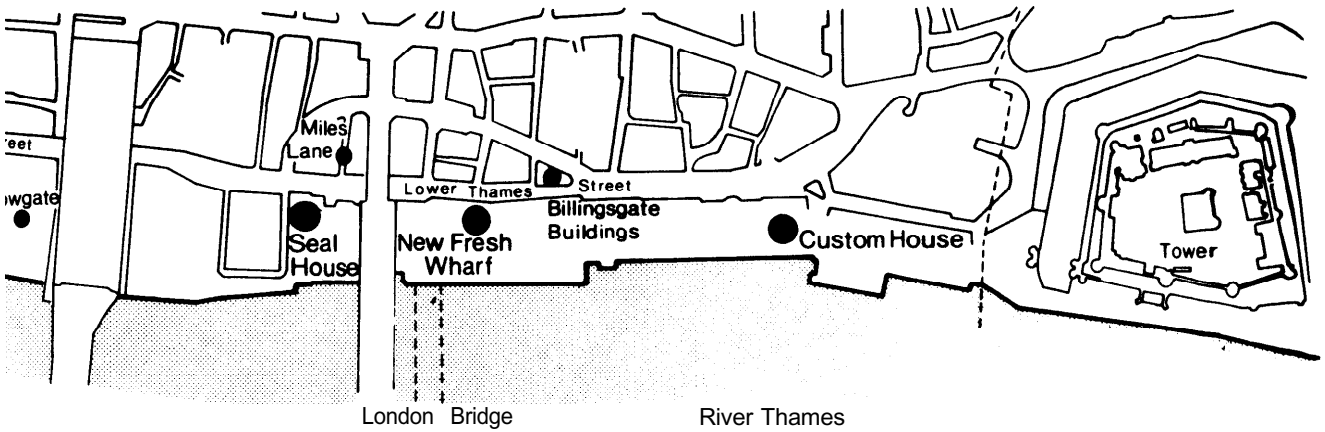 Miles
Lane
reet
owgate
Lower Thames Street
Billingsgate
Buildings
Seal
House
New Fresh
Wharf
Custom House
Tower
London Bridge
River Thames